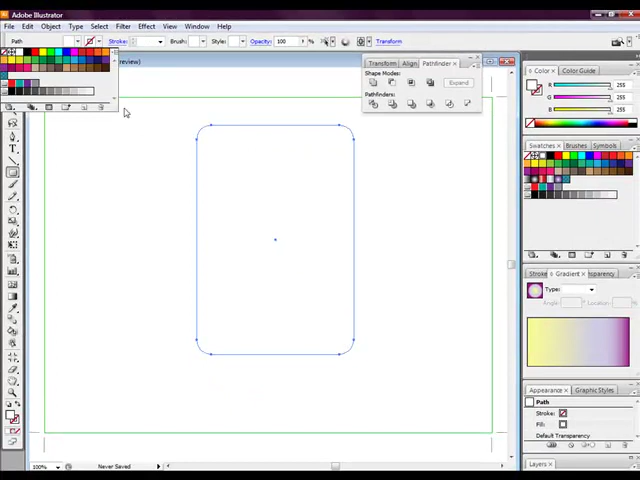 Adobe Illustrator
File Edit Object Type Select Filter Effect View Window Help
Path Stroke: Brush: Style: Opacity: 100 % Transform
review)
Transform Align Pathfinder
Shape Modes:
Expand
Pathfinders:
Color Color Guide
R 255
G 255
B 255
Swatches Brushes Symbols
Stroke Gradient nsparency
Type:
Angle: Location: %
Appearance Graphic Styles
Path
Stroke:
Fill:
Default Transparency
Layers
100% Never Saved